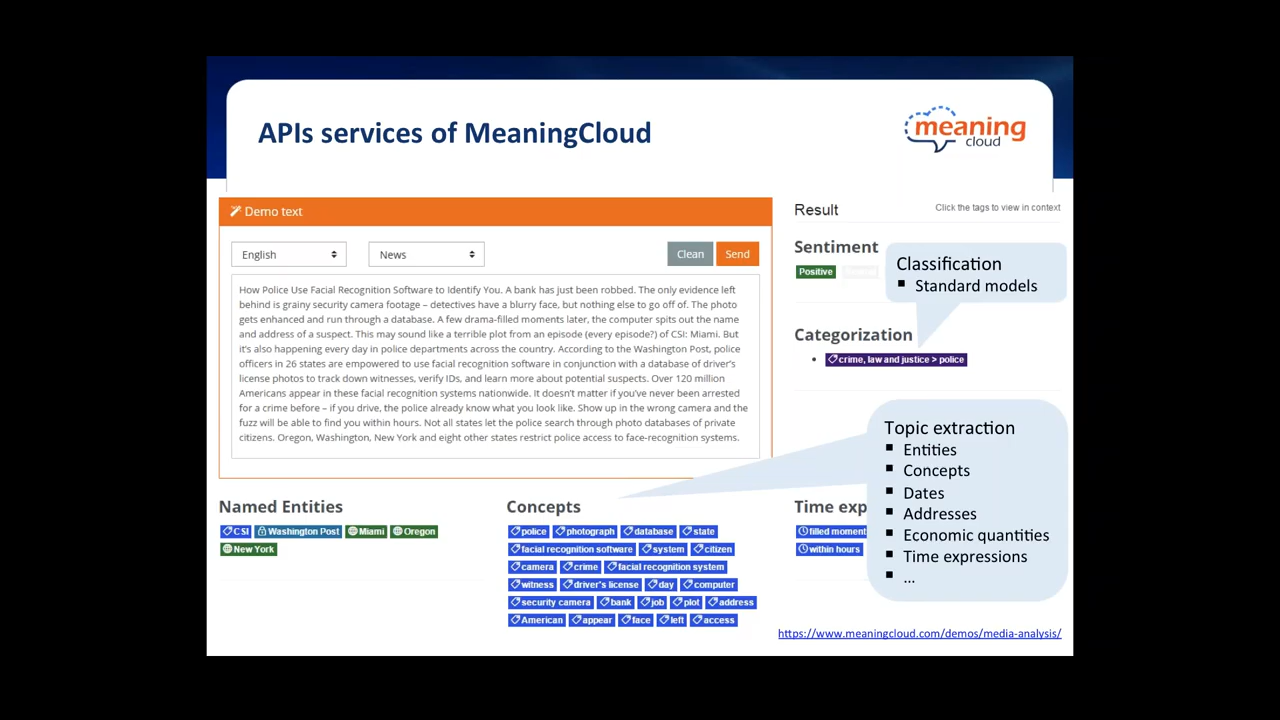 APIs services of MeaningCloud
meaning
cloud
Demo text
English
News
Clean
Send
How Police Use Facial Recognition Software to Identify You. A bank has just been robbed. The only evidence left
behind is grainy security camera footage – detectives have a blurry face, but nothing else to go off of. The photo
gets enhanced and run through a database. A few drama-filled moments later, the computer spits out the name
and address of a suspect. This may sound like a terrible plot from an episode (every episode?) of CSI: Miami. But
it's also happening every day in police departments across the country. According to the Washington Post, police
officers in 26 states are empowered to use facial recognition software in conjunction with a database of driver's
license photos to track down witnesses, verify IDs, and learn more about potential suspects. Over 120 million
Americans appear in these facial recognition systems nationwide. It doesn't matter if you've never been arrested
for a crime before – if you drive, the police already know what you look like. Show up in the wrong camera and the
fuzz will be able to find you within hours. Not all states let the police search through photo databases of private
citizens. Oregon, Washington, New York and eight other states restrict police access to face-recognition systems.
Result
Click the tags to view in context
Sentiment
Positive
Classification
▪ Standard models
Categorization
• crime, law and justice > police
Topic extraction
▪ Entities
▪ Concepts
▪ Dates
▪ Addresses
▪ Economic quantities
▪ Time expressions
▪ ...
Named Entities
CSI Washington Post Miami Oregon
New York
Concepts
police photograph database state
facial recognition software system citizen
camera crime facial recognition system
witness driver's license day computer
security camera bank job plot address
American appear face left access
Time exp
filled moment
within hours
https://www.meaningcloud.com/demos/media-analysis/